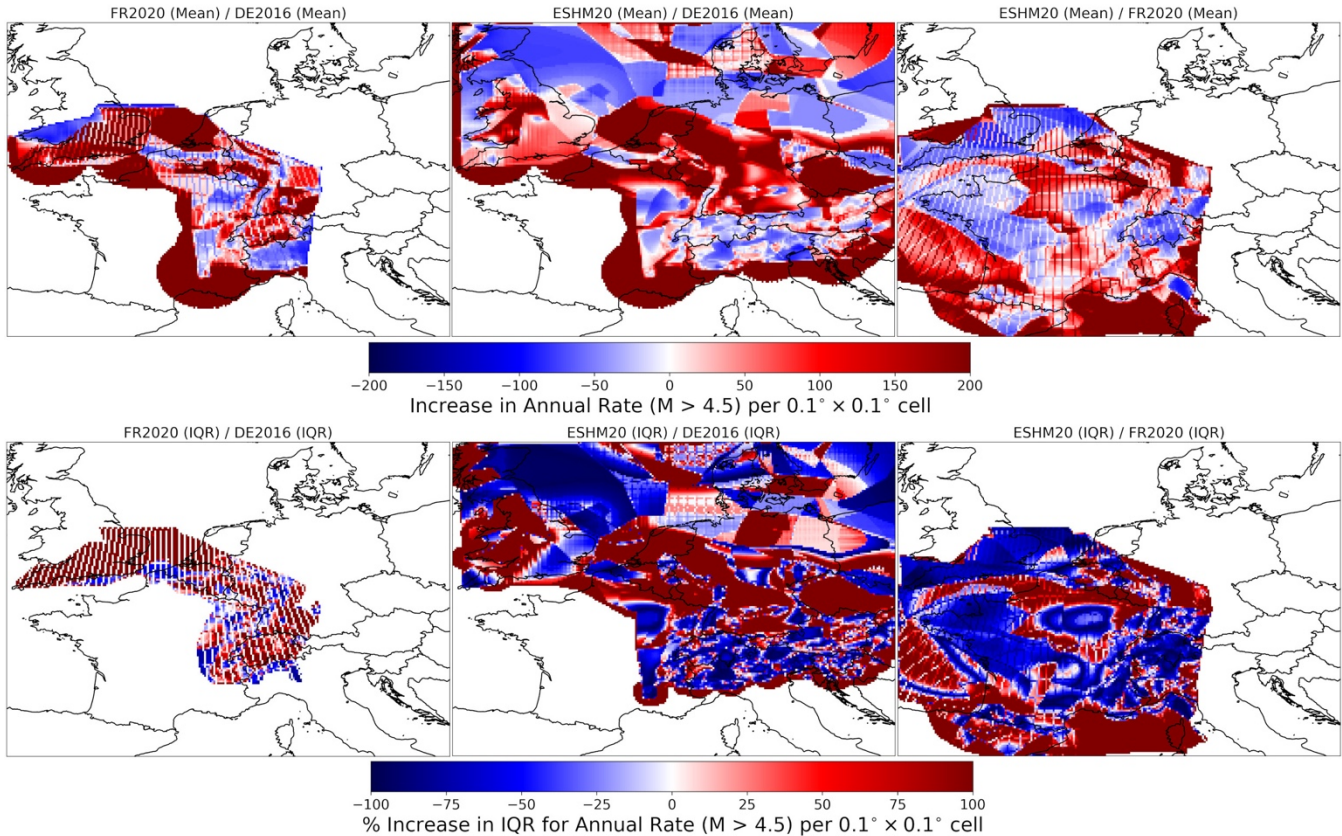 FR2020 (Mean) / DE2016 (Mean)
ESHM20 (Mean) / DE2016 (Mean)
ESHM20 (Mean) / FR2020 (Mean)
−200 −150 −100 −50 0 50 100 150 200
Increase in Annual Rate (M > 4.5) per 0.1° × 0.1° cell
FR2020 (IQR) / DE2016 (IQR)
ESHM20 (IQR) / DE2016 (IQR)
ESHM20 (IQR) / FR2020 (IQR)
−100 −75 −50 −25 0 25 50 75 100
% Increase in IQR for Annual Rate (M > 4.5) per 0.1° × 0.1° cell